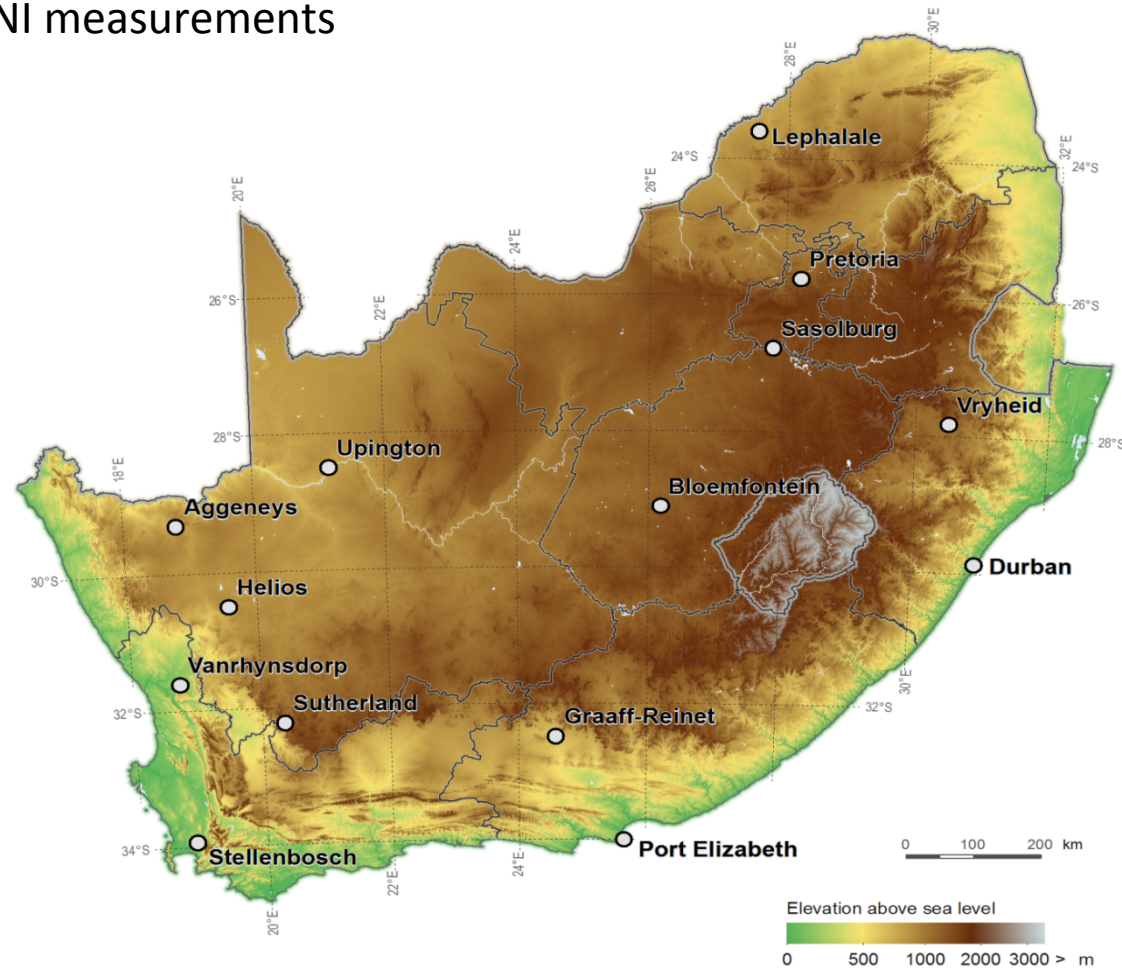 NI measurements
30°E
28°E
Lephalale
24°S
32°E
24°S
26°E
20°E
24°E
Pretoria
26°S
22°E
26°S
Sasolburg
Vryheid
28°S
Upington
28°S
18°E
Bloemfontein
Aggeneys
Durban
30°S
Helios
Vanrhynsdorp
30°E
Sutherland
32°S
Graaff-Reinet
32°S
34°S
Stellenbosch
Port Elizabeth
0 100 200 km
24°E
22°E
20°E
Elevation above sea level
0 500 1000 2000 3000 > m